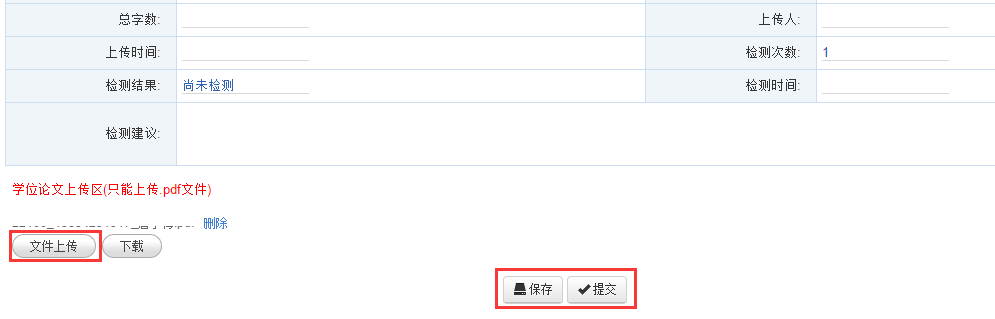 总字数: 上传人:
上传时间: 检测次数: 1
检测结果: 尚未检测 检测时间:
检测建议:
学位论文上传区(只能上传.pdf文件)
删除
文件上传 下载
保存 提交